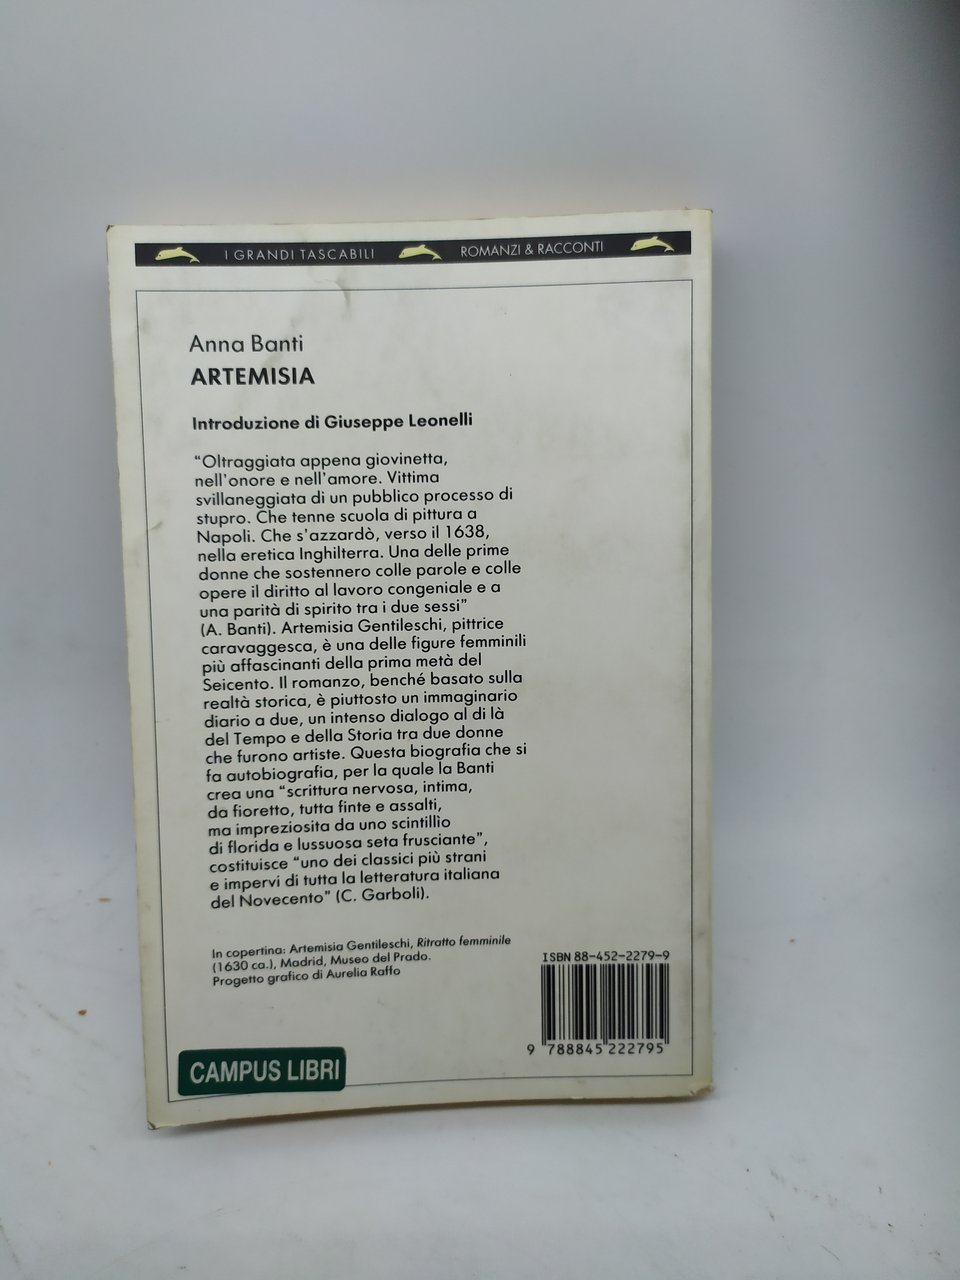 I GRANDI TASCABILI
ROMANZI & RACCONTI
Anna Banti
ARTEMISIA
Introduzione di Giuseppe Leonelli
"Oltraggiata appena giovinetta,
nell'onore e nell'amore. Vittima
svillaneggiata di un pubblico processo di
stupro. Che tenne scuola di pittura a
Napoli. Che s'azzardò, verso il 1638,
nella eretica Inghilterra. Una delle prime
donne che sostennero colle parole e colle
opere il diritto al lavoro congeniale e a
una parità di spirito tra i due sessi"
(A. Banti). Artemisia Gentileschi, pittrice
caravaggesca, è una delle figure femminili
più affascinanti della prima metà del
Seicento. Il romanzo, benché basato sulla
realtà storica, è piuttosto un immaginario
diario a due, un intenso dialogo al di là
del Tempo e della Storia tra due donne
che furono artiste. Questa biografia che si
fa autobiografia, per la quale la Banti
crea una "scrittura nervosa, intima,
da fioretto, tutta finte e assalti,
ma impreziosita da uno scintillìo
di florida e lussuosa seta frusciante",
costituisce "uno dei classici più strani
e impervi di tutta la letteratura italiana
del Novecento" (C. Garboli).
In copertina: Artemisia Gentileschi, Ritratto femminile
(1630 ca.), Madrid, Museo del Prado.
Progetto grafico di Aurelia Raffo
ISBN 88-452-2279-9
9 788845 222795
CAMPUS LIBRI